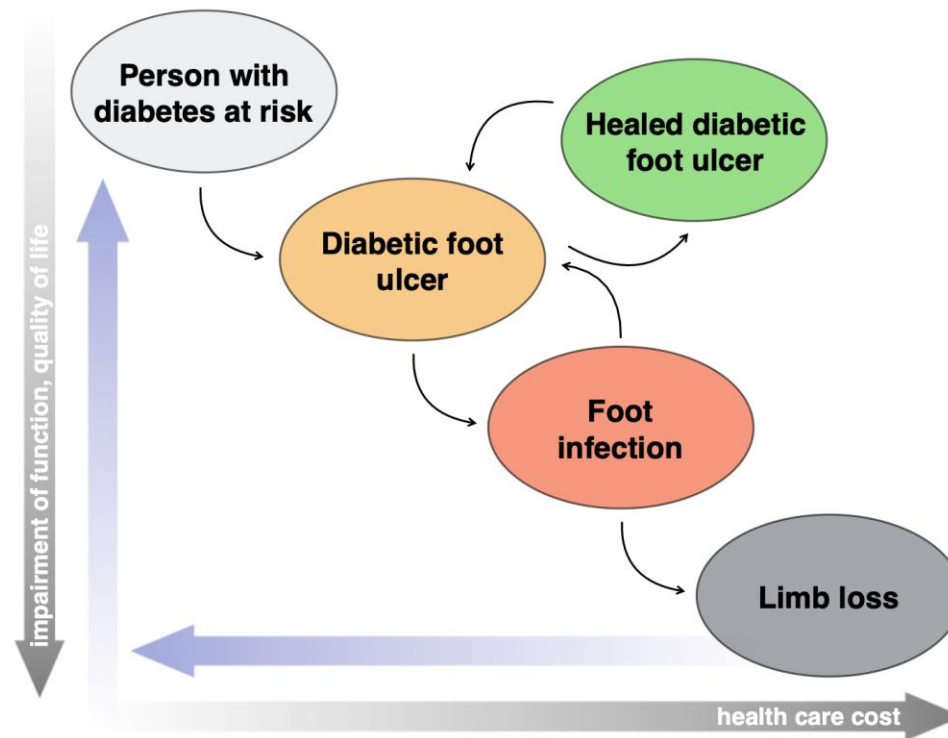 Person with
diabetes at risk
Healed diabetic
foot ulcer
Diabetic foot
ulcer
Foot
infection
Limb loss
impairment of function, quality of life
health care cost